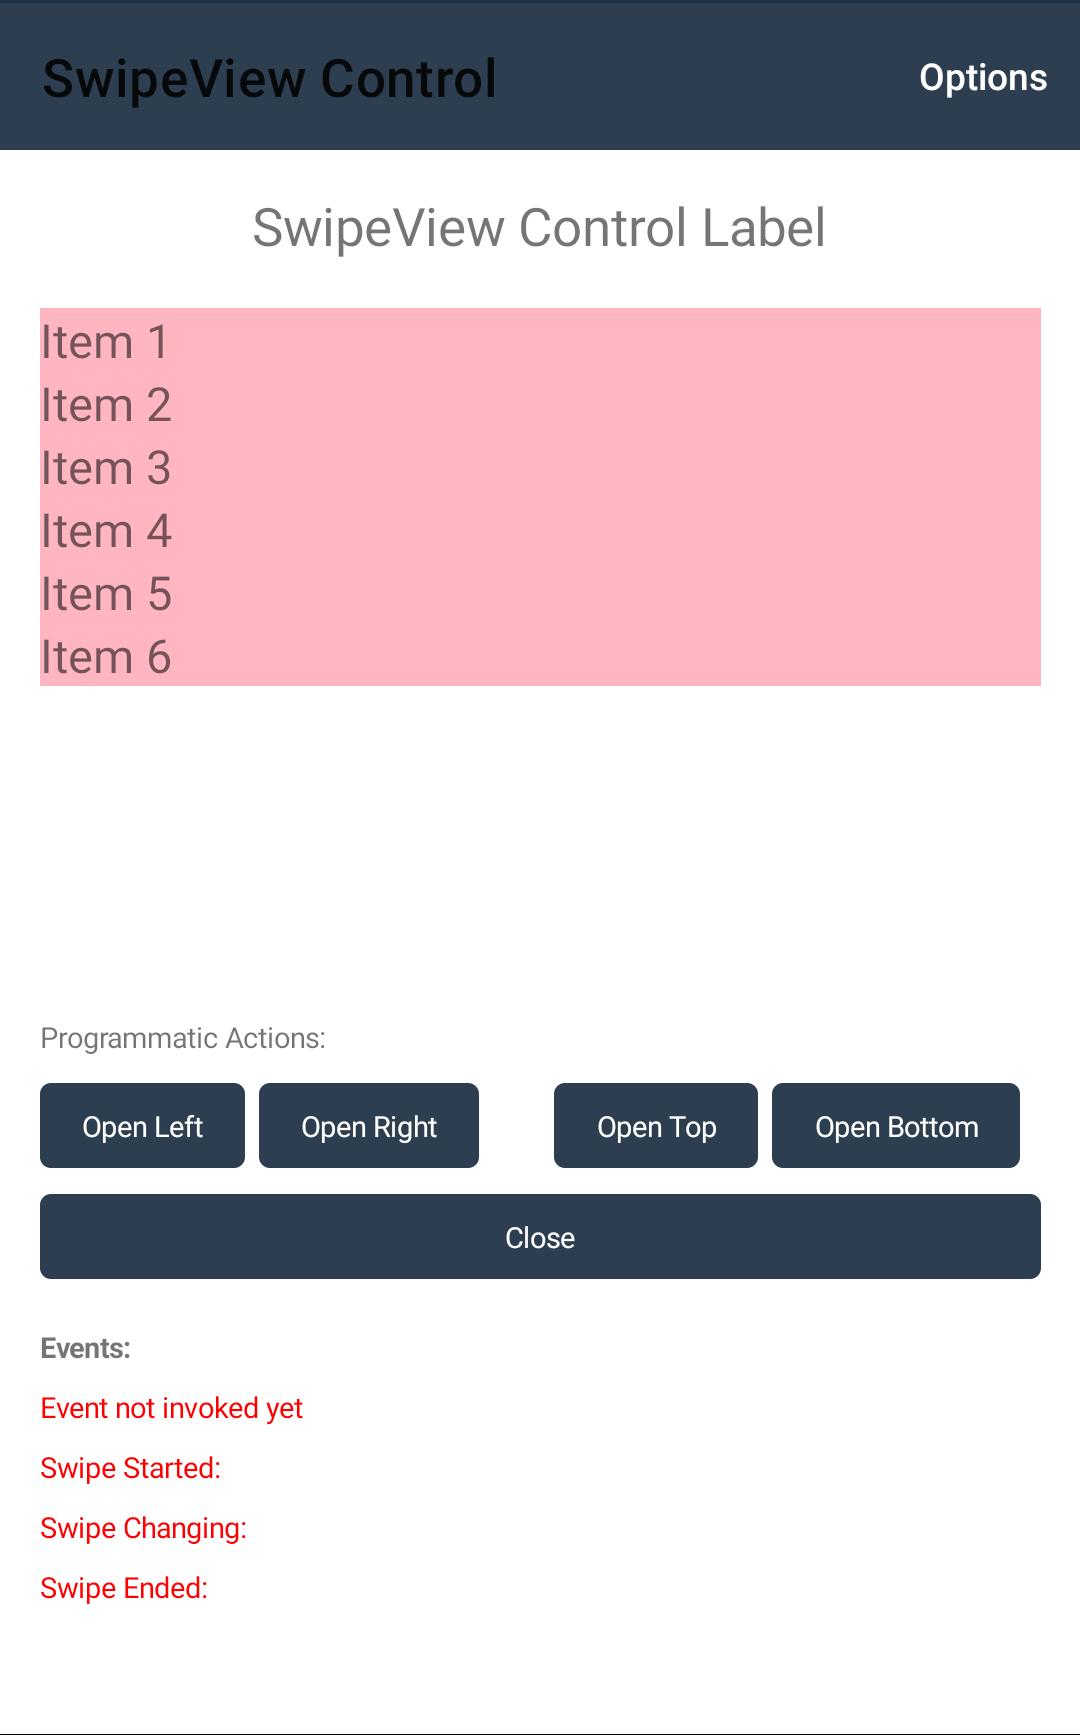 SwipeView Control Options
SwipeView Control Label
Item 1
Item 2
Item 3
Item 4
Item 5
Item 6
Programmatic Actions:
Open Left Open Right Open Top Open Bottom
Close
Events:
Event not invoked yet
Swipe Started:
Swipe Changing:
Swipe Ended: